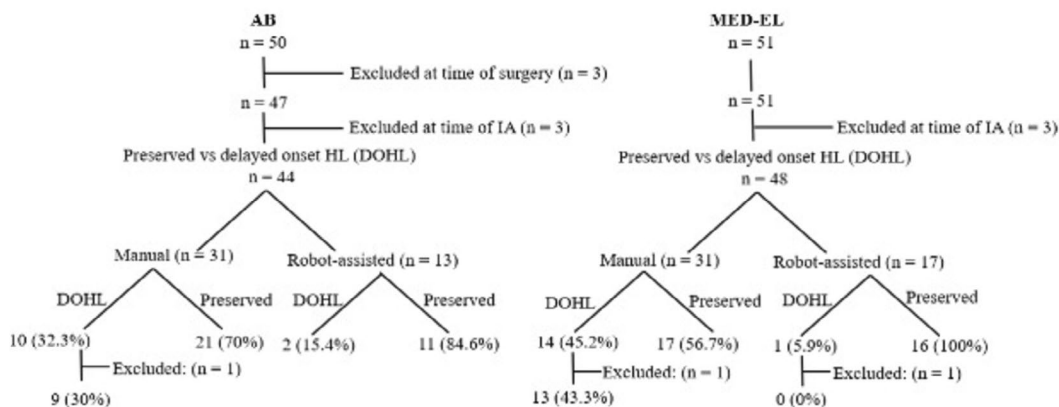 AB
n = 50
Excluded at time of surgery (n = 3)
n = 47
Excluded at time of IA (n = 3)
Preserved vs delayed onset HL (DOHL)
n = 44
Manual (n = 31)
Robot-assisted (n = 13)
DOHL
Preserved
DOHL
Preserved
10 (32.3%)
21 (70%)
2 (15.4%)
11 (84.6%)
Excluded: (n = 1)
9 (30%)
MED-EL
n = 51
n = 51
Excluded at time of IA (n = 3)
Preserved vs delayed onset HL (DOHL)
n = 48
Manual (n = 31)
Robot-assisted (n = 17)
DOHL
Preserved
DOHL
Preserved
14 (45.2%)
17 (56.7%)
1 (5.9%)
16 (100%)
Excluded: (n = 1)
Excluded: (n = 1)
13 (43.3%)
0 (0%)